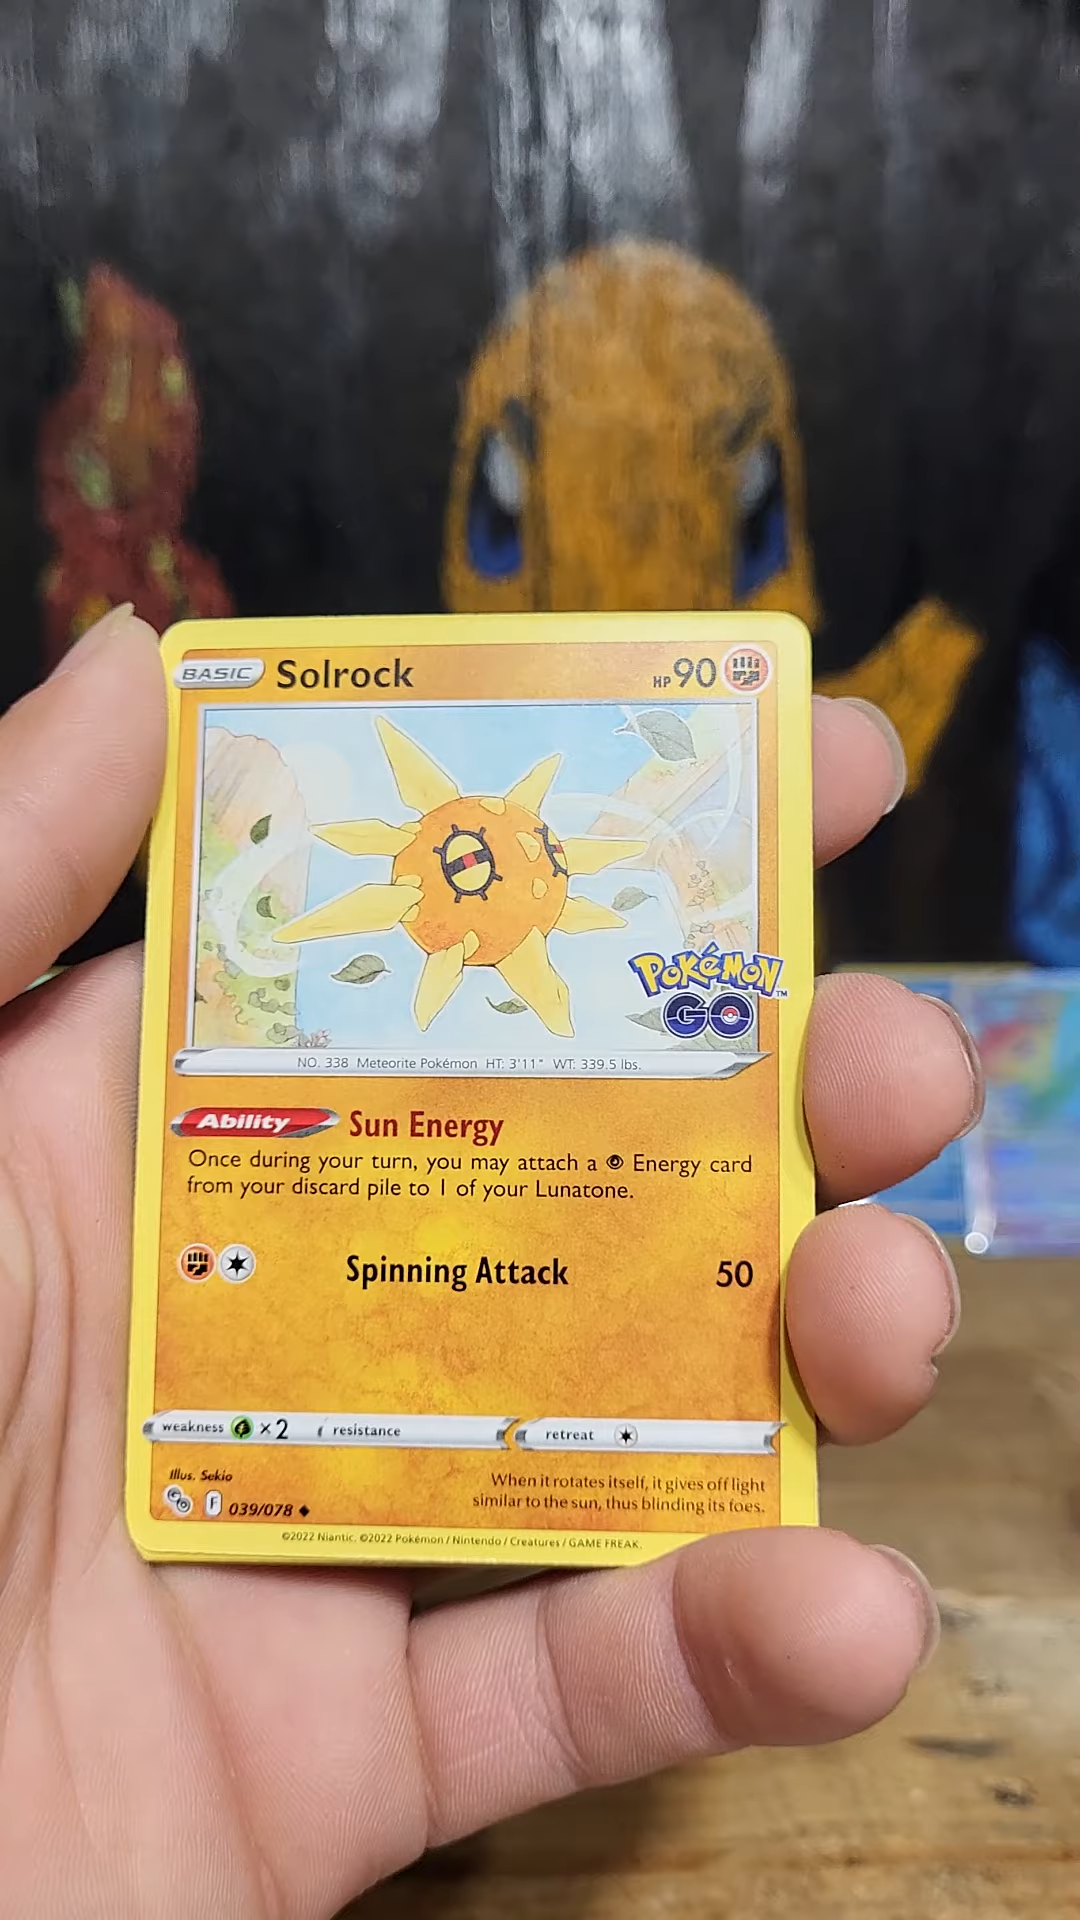 BASIC Solrock HP 90
POKéMON™
GO
NO. 338 Meteorite Pokémon HT: 3'11" WT: 339.5 lbs.
Ability Sun Energy
Once during your turn, you may attach a Energy card
from your discard pile to 1 of your Lunatone.
Spinning Attack 50
weakness ×2 resistance retreat
Illus. Sekio
When it rotates itself, it gives off light
similar to the sun, thus blinding its foes.
GO F 039/078
©2022 Niantic. ©2022 Pokémon / Nintendo / Creatures / GAME FREAK.